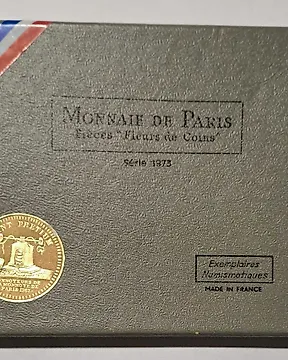 MONNAIE DE PARIS
Pièces "Fleurs de Coins"
Série 1973
Exemplaires
Numismatiques
MADE IN FRANCE